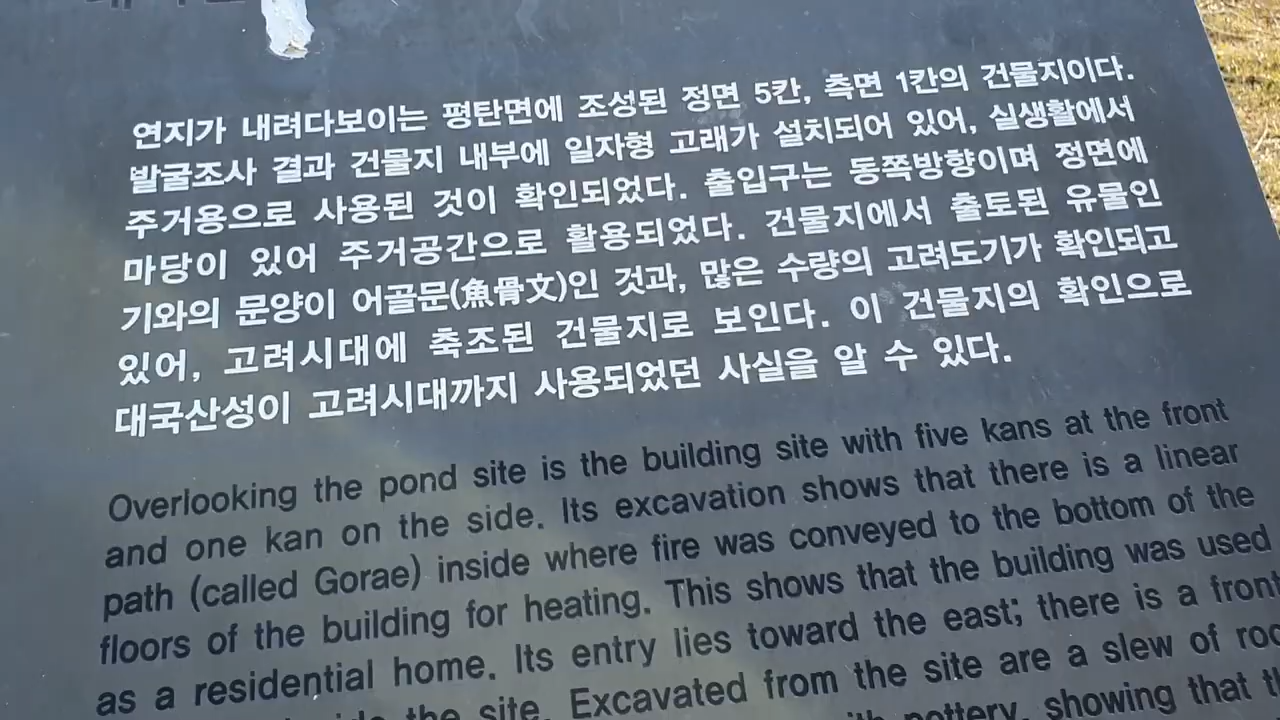 연지가 내려다보이는 평탄면에 조성된 정면 5칸, 측면 1칸의 건물지이다.
발굴조사 결과 건물지 내부에 일자형 고래가 설치되어 있어, 실생활에서
주거용으로 사용된 것이 확인되었다. 출입구는 동쪽방향이며 정면에
마당이 있어 주거공간으로 활용되었다. 건물지에서 출토된 유물인
기와의 문양이 어골문(魚骨文)인 것과, 많은 수량의 고려도기가 확인되고
있어, 고려시대에 축조된 건물지로 보인다. 이 건물지의 확인으로
대국산성이 고려시대까지 사용되었던 사실을 알 수 있다.
Overlooking the pond site is the building site with five kans at the front
and one kan on the side. Its excavation shows that there is a linear
path (called Gorae) inside where fire was conveyed to the bottom of the
floors of the building for heating. This shows that the building was used
as a residential home. Its entry lies toward the east; there is a front
the site. Excavated from the site are a slew of
pottery, showing that